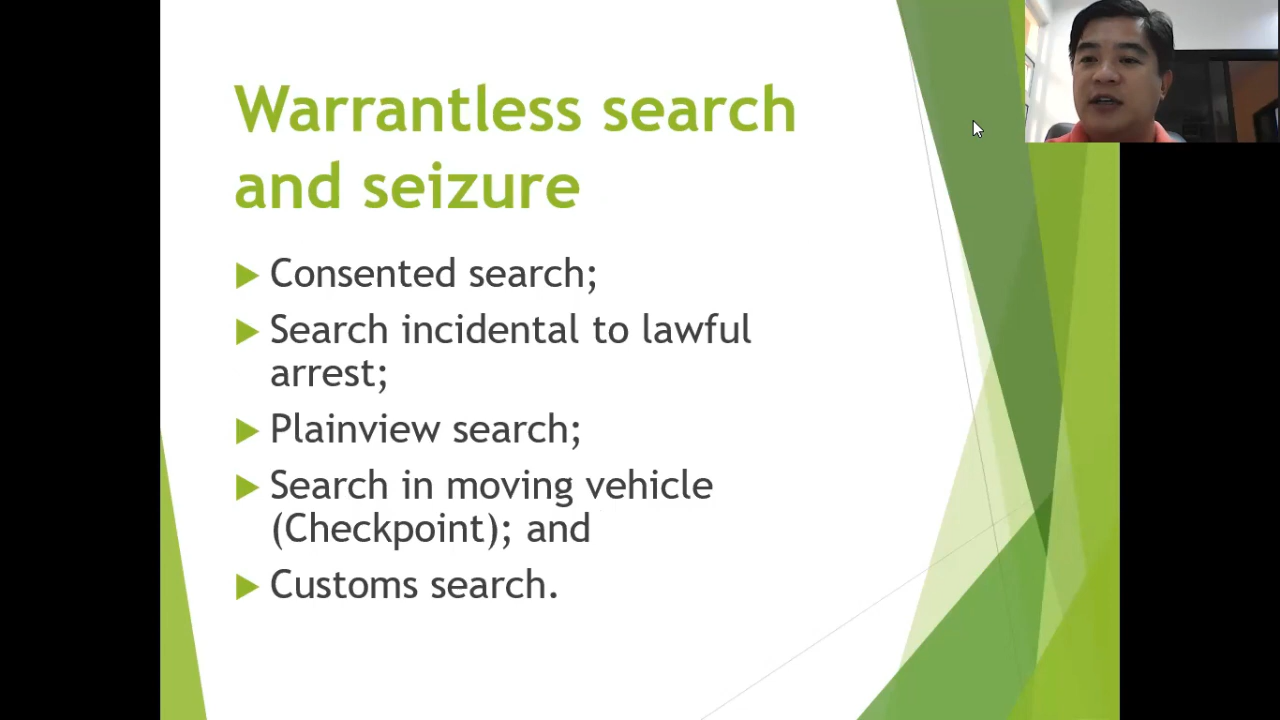 Warrantless search
and seizure
Consented search;
Search incidental to lawful
arrest;
Plainview search;
Search in moving vehicle
(Checkpoint); and
Customs search.